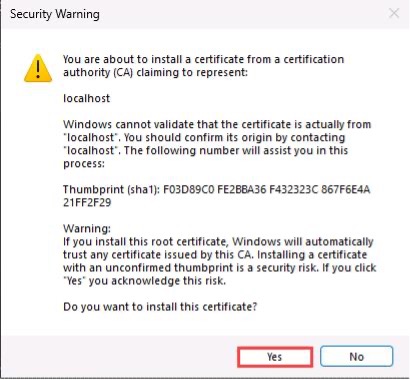 Security Warning
You are about to install a certificate from a certification
authority (CA) claiming to represent:
localhost
Windows cannot validate that the certificate is actually from
"localhost". You should confirm its origin by contacting
"localhost". The following number will assist you in this
process:
Thumbprint (sha1): F03D89C0 FE2BBA36 F432323C 867F6E4A
21FF2F29
Warning:
If you install this root certificate, Windows will automatically
trust any certificate issued by this CA. Installing a certificate
with an unconfirmed thumbprint is a security risk. If you click
"Yes" you acknowledge this risk.
Do you want to install this certificate?
Yes
No